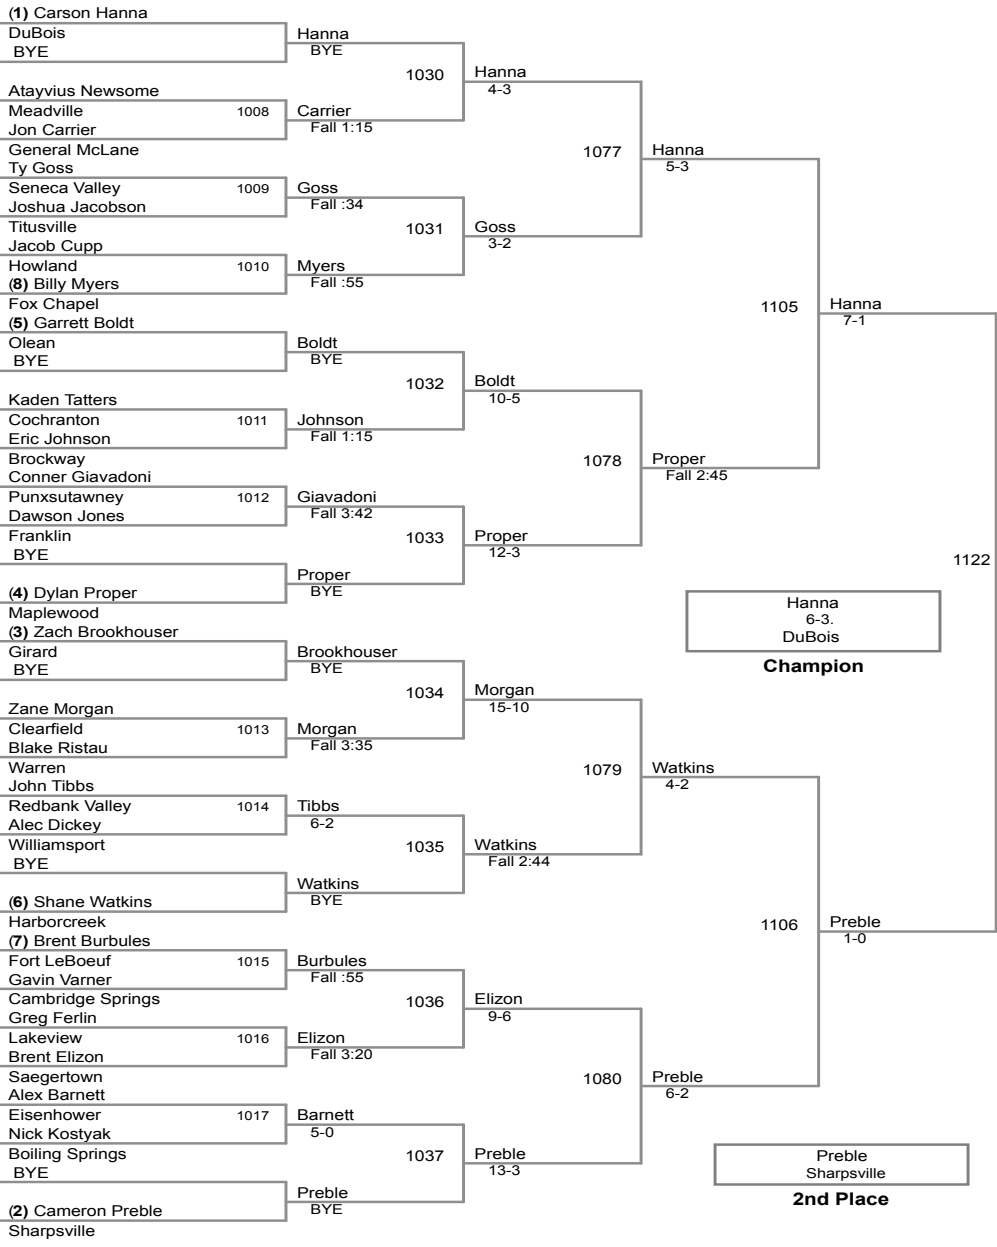 (1) Carson Hanna
DuBois
BYE
Hanna
BYE
1030
Hanna
4-3
Atayvius Newsome
Meadville
1008
Jon Carrier
Carrier
Fall 1:15
General McLane
1077
Hanna
5-3
Ty Goss
Seneca Valley
1009
Joshua Jacobson
Goss
Fall :34
Titusville
1031
Goss
3-2
Jacob Cupp
Howland
1010
(8) Billy Myers
Myers
Fall :55
Fox Chapel
1105
Hanna
7-1
(5) Garrett Boldt
Olean
BYE
Boldt
BYE
1032
Boldt
10-5
Kaden Tatters
Cochranton
1011
Eric Johnson
Johnson
Fall 1:15
Brockway
1078
Proper
Fall 2:45
Conner Giavadoni
Punxsutawney
1012
Dawson Jones
Giavadoni
Fall 3:42
Franklin
1033
Proper
12-3
BYE
Proper
BYE
(4) Dylan Proper
Maplewood
1122
Hanna
6-3.
DuBois
Champion
(3) Zach Brookhouser
Girard
BYE
Brookhouser
BYE
1034
Morgan
15-10
Zane Morgan
Clearfield
1013
Blake Ristau
Morgan
Fall 3:35
Warren
1079
Watkins
4-2
John Tibbs
Redbank Valley
1014
Alec Dickey
Tibbs
6-2
Williamsport
1035
Watkins
Fall 2:44
BYE
Watkins
BYE
(6) Shane Watkins
Harborcreek
1106
Preble
1-0
(7) Brent Burbules
Fort LeBoeuf
1015
Gavin Varner
Burbules
Fall :55
Cambridge Springs
1036
Elizon
9-6
Greg Ferlin
Lakeview
1016
Brent Elizon
Elizon
Fall 3:20
Saegertown
1080
Preble
6-2
Alex Barnett
Eisenhower
1017
Nick Kostyak
Barnett
5-0
Boiling Springs
1037
Preble
13-3
BYE
Preble
BYE
(2) Cameron Preble
Sharpsville
Preble
Sharpsville
2nd Place